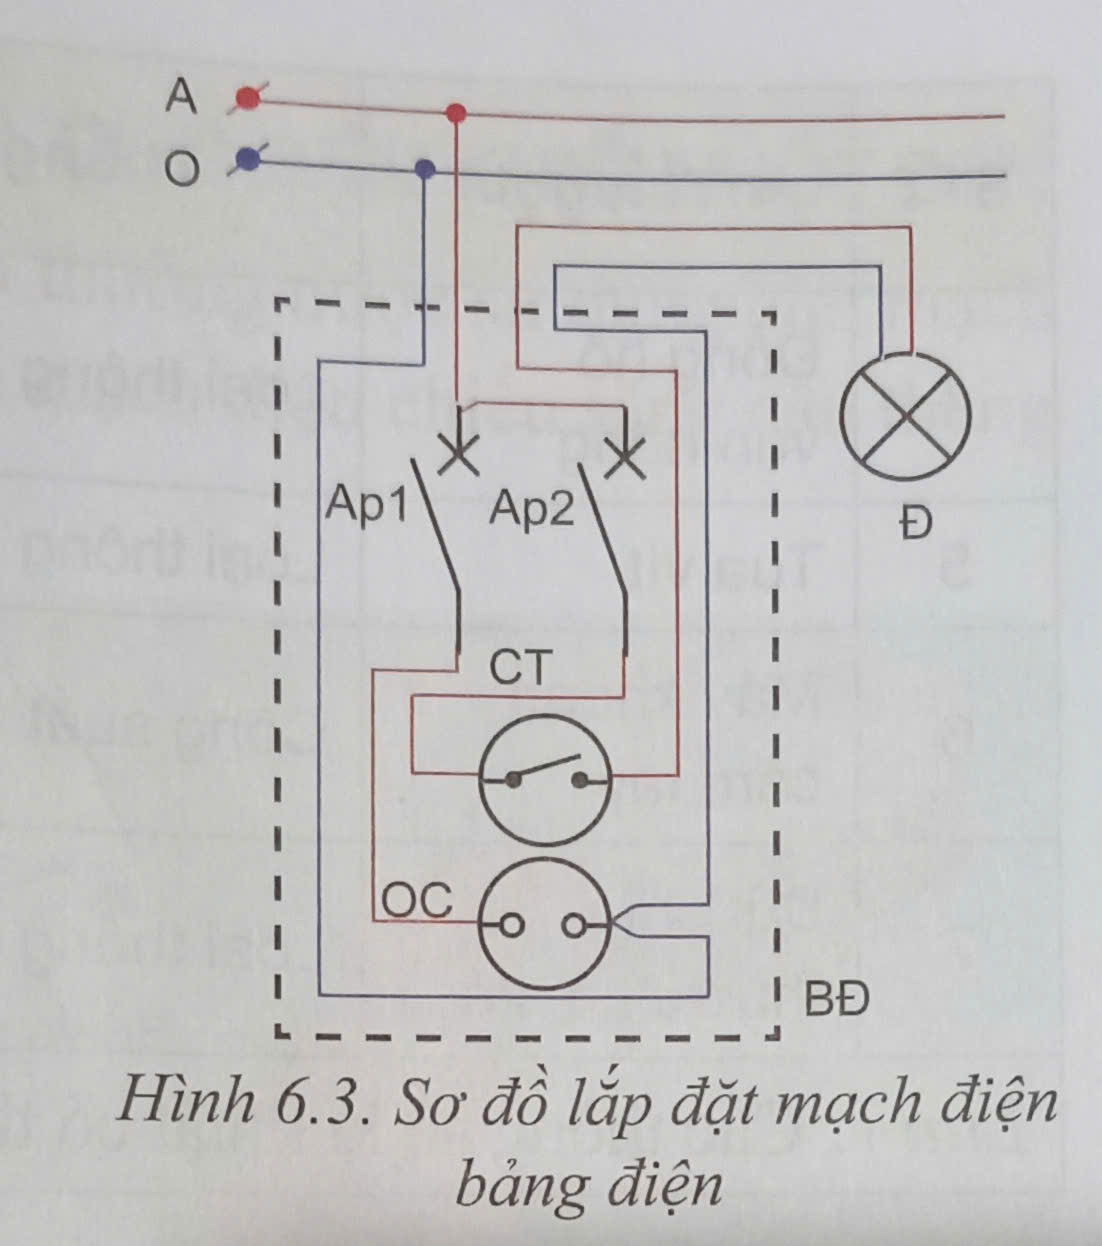 A
O
Ap1
Ap2
Đ
CT
OC
BĐ
Hình 6.3. Sơ đồ lắp đặt mạch điện
bảng điện